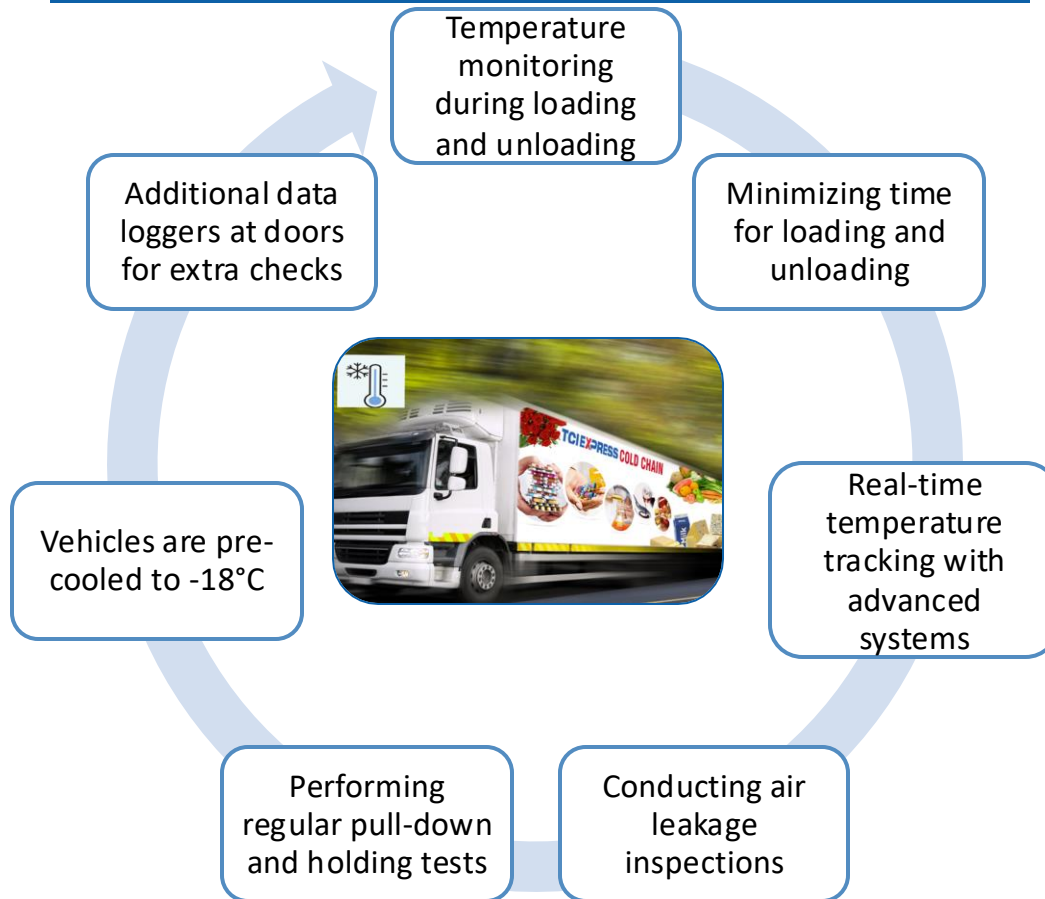 Temperature
monitoring
during loading
and unloading
Minimizing time
for loading and
unloading
Real-time
temperature
tracking with
advanced
systems
Conducting air
leakage
inspections
Performing
regular pull-down
and holding tests
Vehicles are pre-
cooled to -18°C
Additional data
loggers at doors
for extra checks
TCI EXPRESS COLD CHAIN